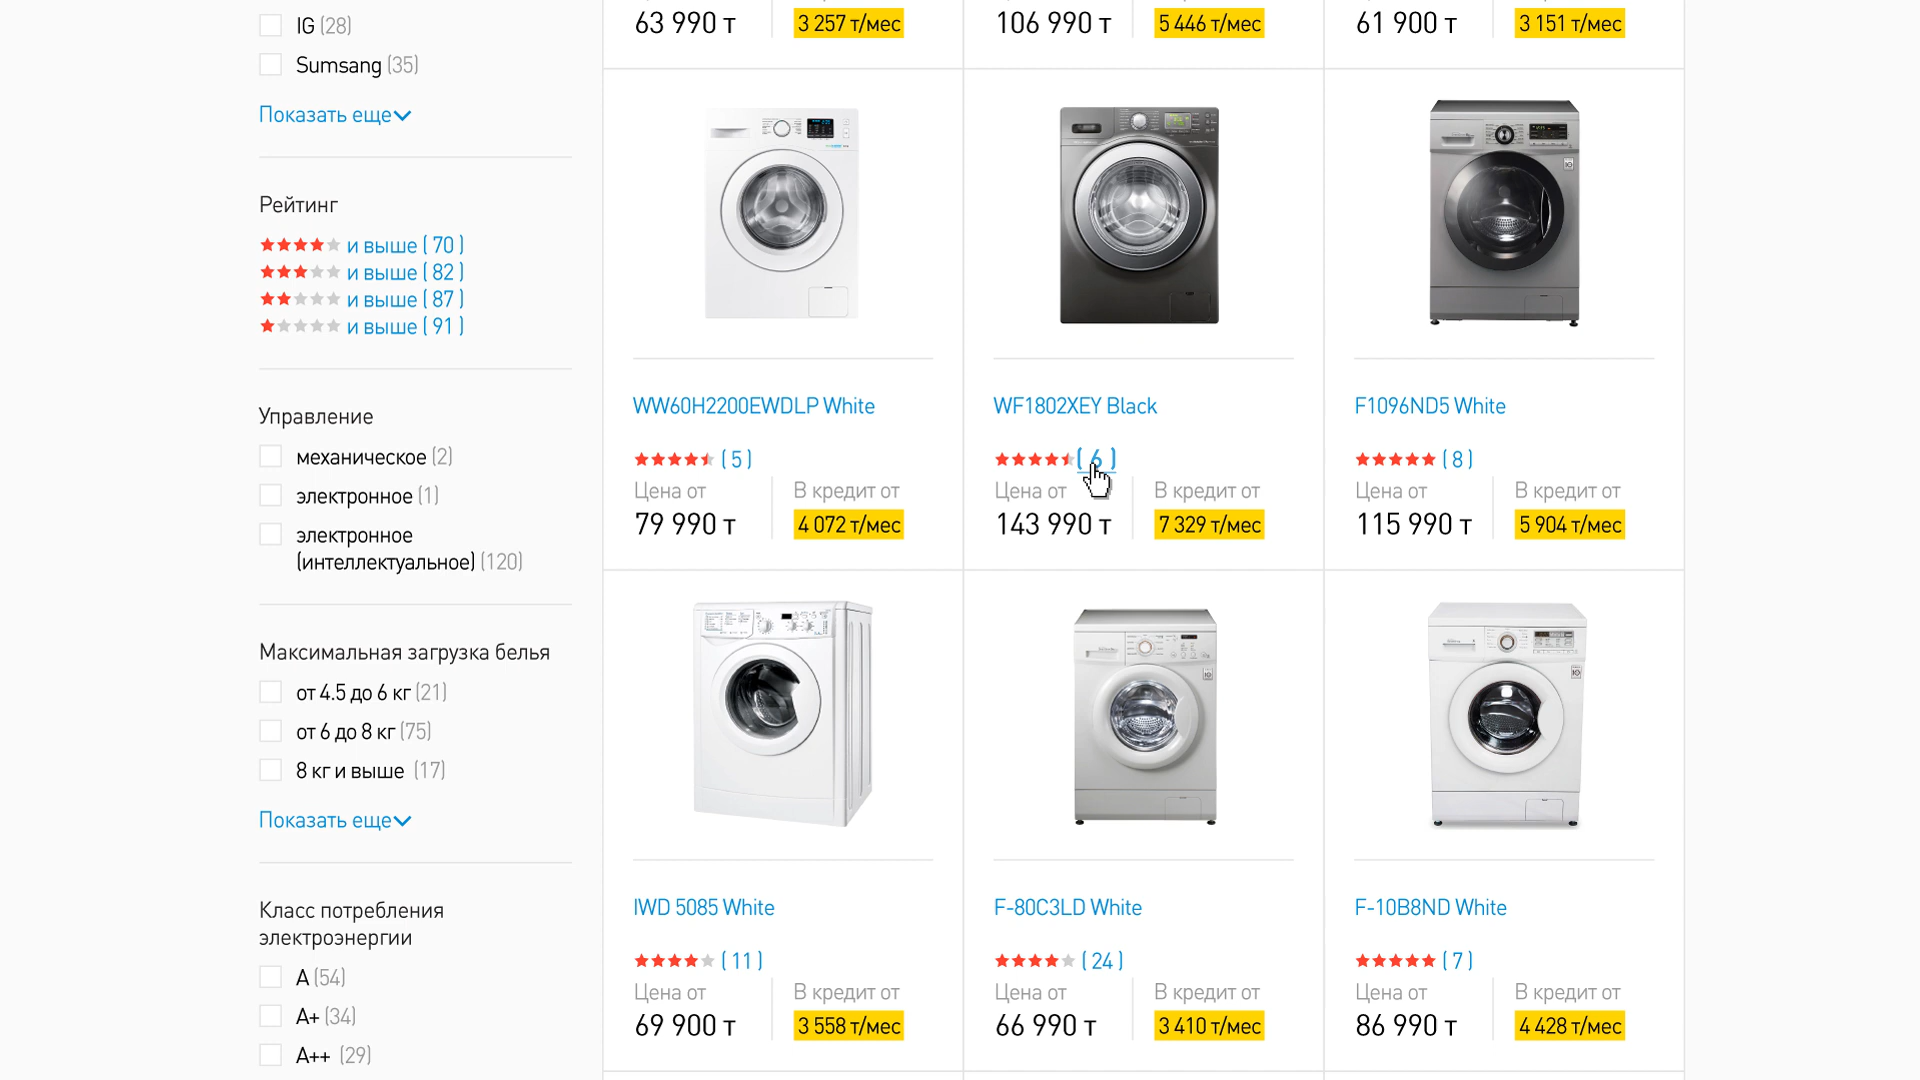 IG (28)
Sumsang (35)
Показать еще
Рейтинг
и выше ( 70 )
и выше ( 82 )
и выше ( 87 )
и выше ( 91 )
Управление
механическое (2)
электронное (1)
электронное
(интеллектуальное) (120)
Максимальная загрузка белья
от 4.5 до 6 кг (21)
от 6 до 8 кг (75)
8 кг и выше (17)
Показать еще
Класс потребления
электроэнергии
A (54)
A+ (34)
A++ (29)
63 990 т 3 257 т/мес
106 990 т 5 446 т/мес
61 900 т 3 151 т/мес
WW60H2200EWDLP White
( 5 )
Цена от В кредит от
79 990 т 4 072 т/мес
WF1802XEY Black
( 6 )
Цена от В кредит от
143 990 т 7 329 т/мес
F1096ND5 White
( 8 )
Цена от В кредит от
115 990 т 5 904 т/мес
IWD 5085 White
( 11 )
Цена от В кредит от
69 900 т 3 558 т/мес
F-80C3LD White
( 24 )
Цена от В кредит от
66 990 т 3 410 т/мес
F-10B8ND White
( 7 )
Цена от В кредит от
86 990 т 4 428 т/мес